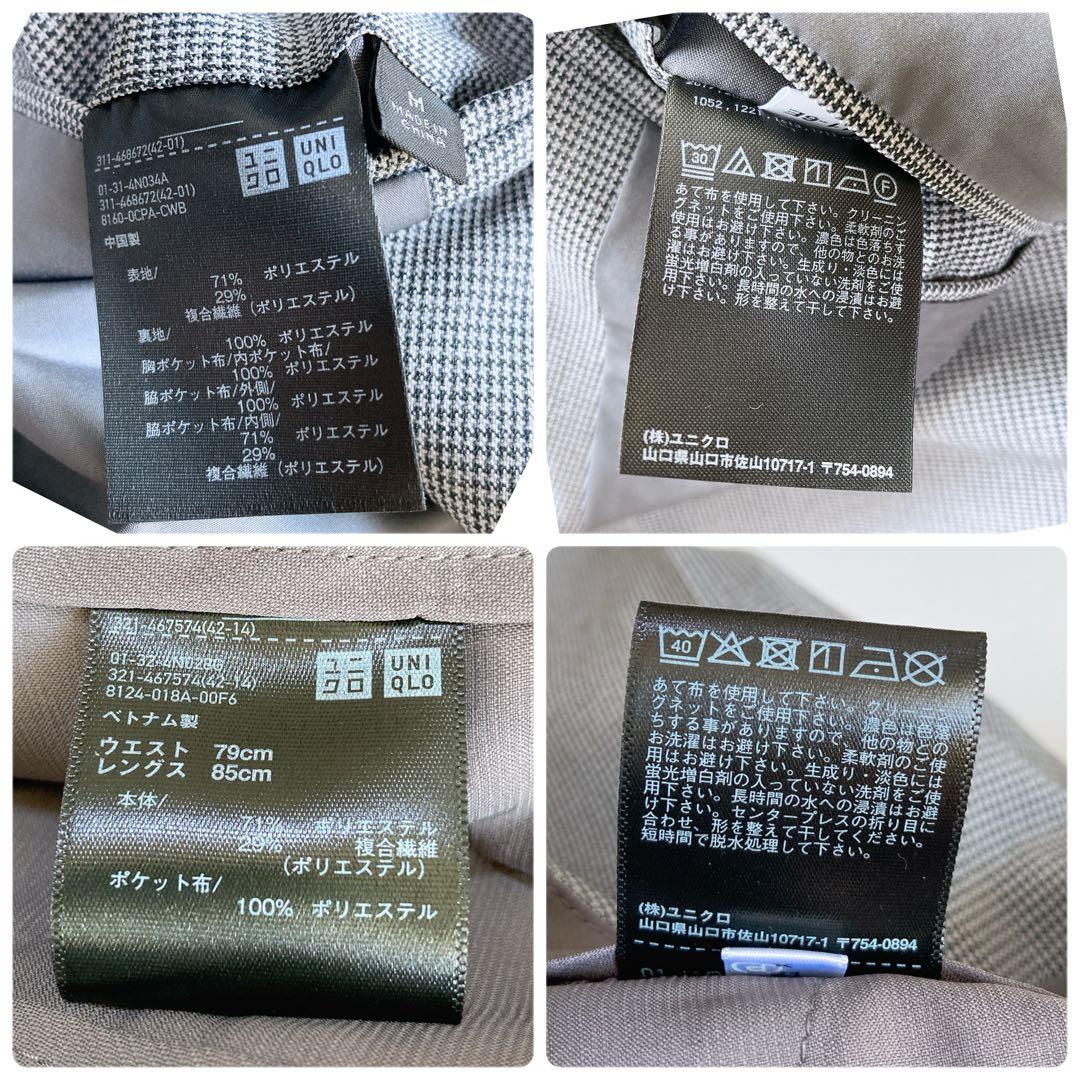 311-468672(42-01)
ユニクロ UNIQLO
M
MADE IN
CHINA
01-31-4N034A
311-468672(42-01)
8160-0CPA-CWB
中国製
表地/
71% ポリエステル
29%
複合繊維(ポリエステル)
裏地/
100% ポリエステル
胸ポケット布/内ポケット布/
100% ポリエステル
脇ポケット布/外側/
100% ポリエステル
脇ポケット布/内側/
71% ポリエステル
29%
複合繊維(ポリエステル)
1052,122
30
F
あて布を使用して下さい。クリーニン
グネットをご使用下さい。柔軟剤のご
使用はお避け下さい。濃色は色落ちす
る事がありますので、他の物とのお洗
濯はお避け下さい。生成り・淡色には
蛍光増白剤の入っていない洗剤をご使
用下さい。長時間の水への浸漬はお避
け下さい。形を整えて干して下さい。
(株)ユニクロ
山口県山口市佐山10717-1 〒754-0894
321-467574(42-14)
ユニクロ UNIQLO
01-32-4N028G
321-467574(42-14)
8124-018A-00F6
ベトナム製
ウエスト 79cm
レングス 85cm
本体/
71% ポリエステル
29% 複合繊維
(ポリエステル)
ポケット布/
100% ポリエステル
40
あて布を使用して下さい。クリーニン
グネットをご使用下さい。濃色は色落
ちする事がありますので、他の物との
お洗濯はお避け下さい。柔軟剤のご使
用はお避け下さい。生成り・淡色には
蛍光増白剤の入っていない洗剤をご使
用下さい。長時間の水への浸漬はお避
け下さい。センタープレスの折り目に
合わせ、形を整えて干してください。
短時間で脱水処理して下さい。
(株)ユニクロ
山口県山口市佐山10717-1 〒754-0894